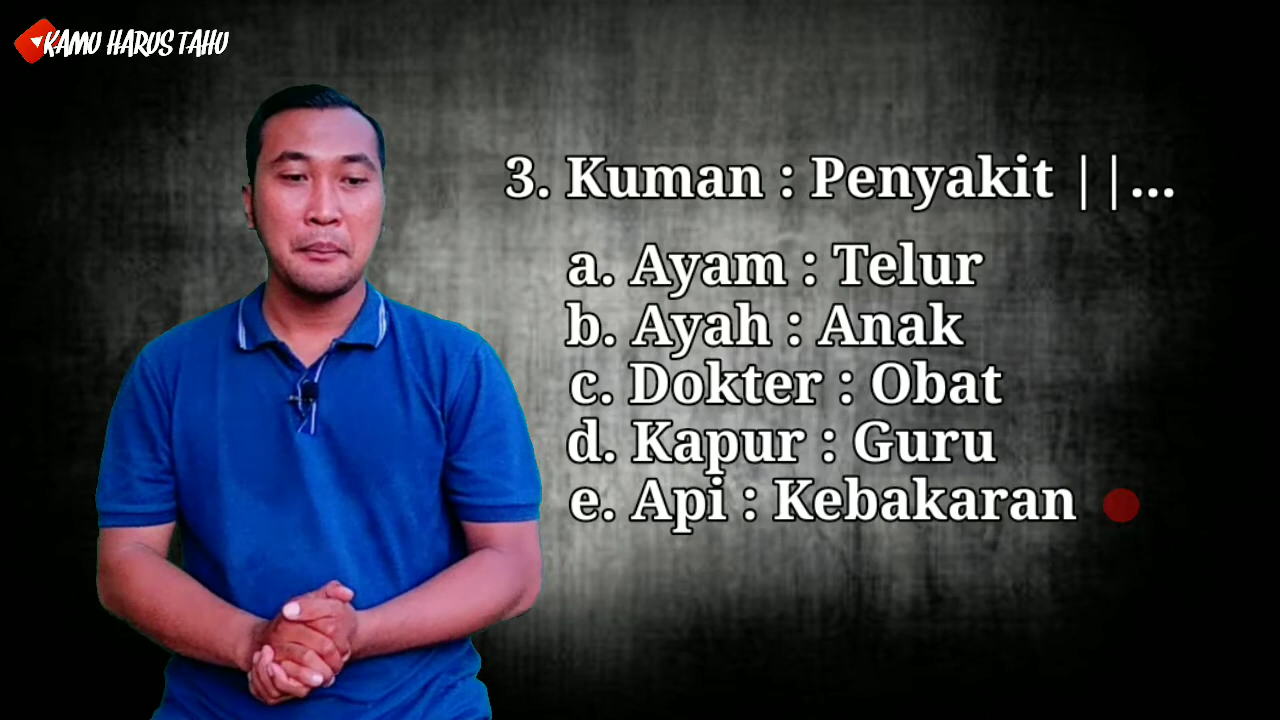 KAMU HARUS TAHU
3. Kuman : Penyakit ||...
a. Ayam : Telur
b. Ayah : Anak
c. Dokter : Obat
d. Kapur : Guru
e. Api : Kebakaran